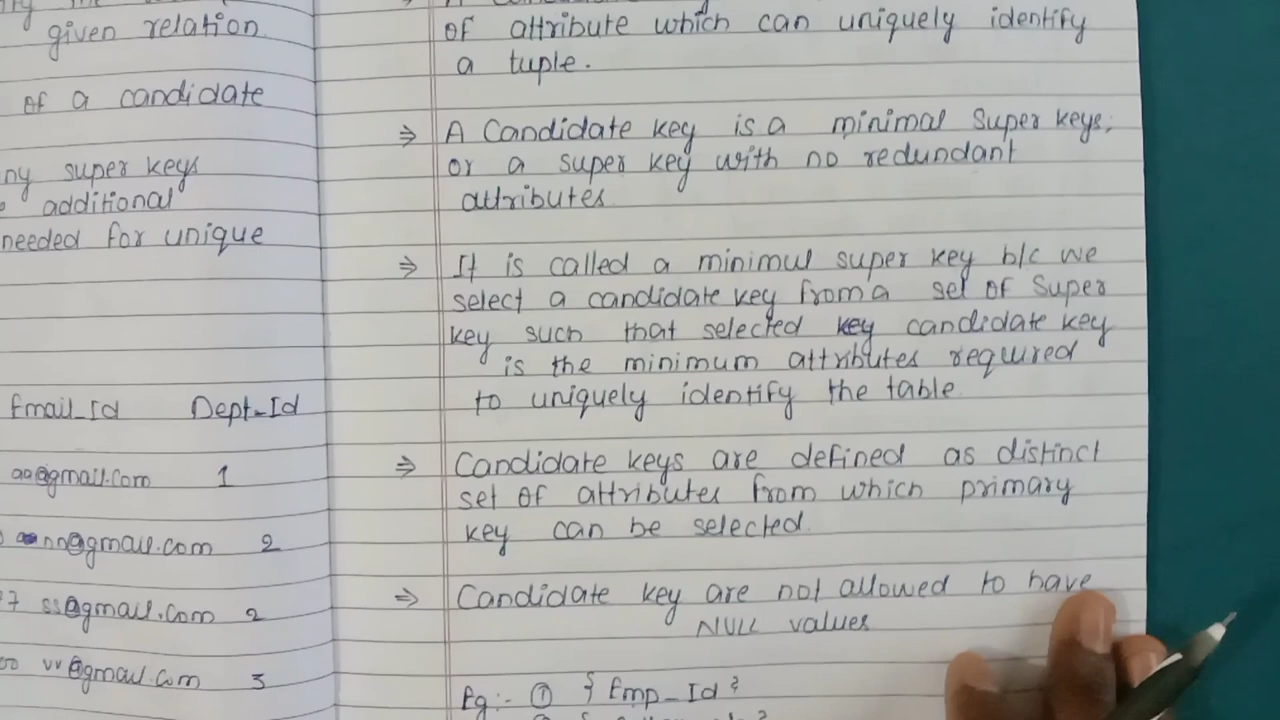 given relation
of a candidate
ny super keys
additional
needed for unique
Email_Id Dept_Id
aa@gmail.com 1
nn@gmail.com 2
7 ss@gmail.com 2
vv@gmail.com 3
of attribute which can uniquely identify
a tuple.
⇒ A Candidate key is a minimal Super keys,
or a super key with no redundant
attributes.
⇒ It is called a minimul super key b/c we
select a candidate key from a set of Super
key such that selected key candidate key
is the minimum attributes required
to uniquely identify the table
⇒ Candidate keys are defined as distinct
set of attributes from which primary
key can be selected.
⇒ Candidate key are not allowed to have
NULL values
Eg:- ① { Emp_Id }